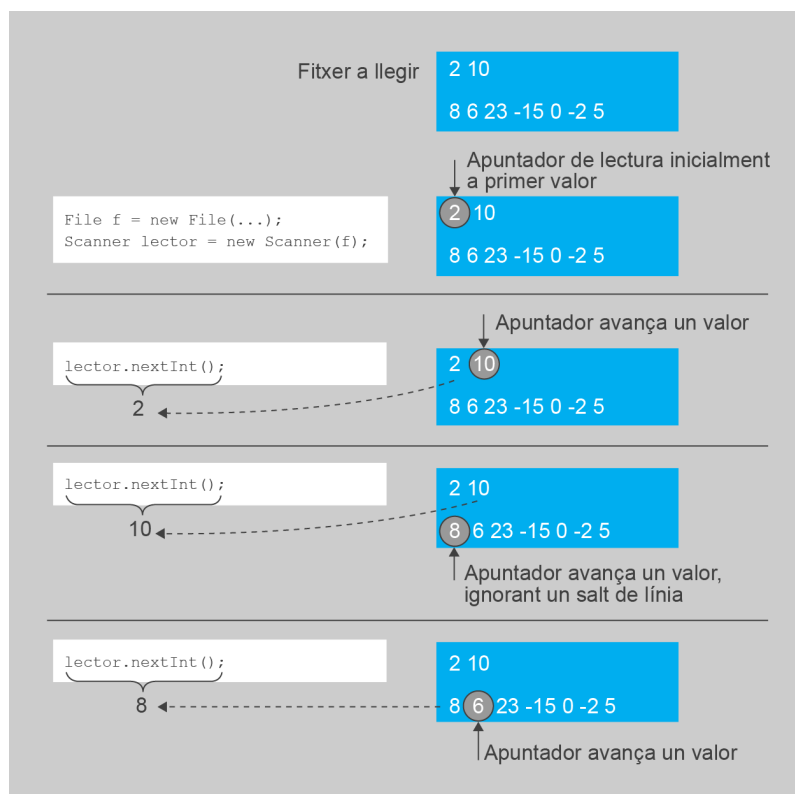 Fitxer a llegir
2 10
8 6 23 -15 0 -2 5
Apuntador de lectura inicialment
a primer valor
File f = new File(...);
Scanner lector = new Scanner(f);
2 10
8 6 23 -15 0 -2 5
Apuntador avança un valor
lector.nextInt();
2
2 10
8 6 23 -15 0 -2 5
lector.nextInt();
10
2 10
8 6 23 -15 0 -2 5
Apuntador avança un valor,
ignorant un salt de línia
lector.nextInt();
8
2 10
8 6 23 -15 0 -2 5
Apuntador avança un valor